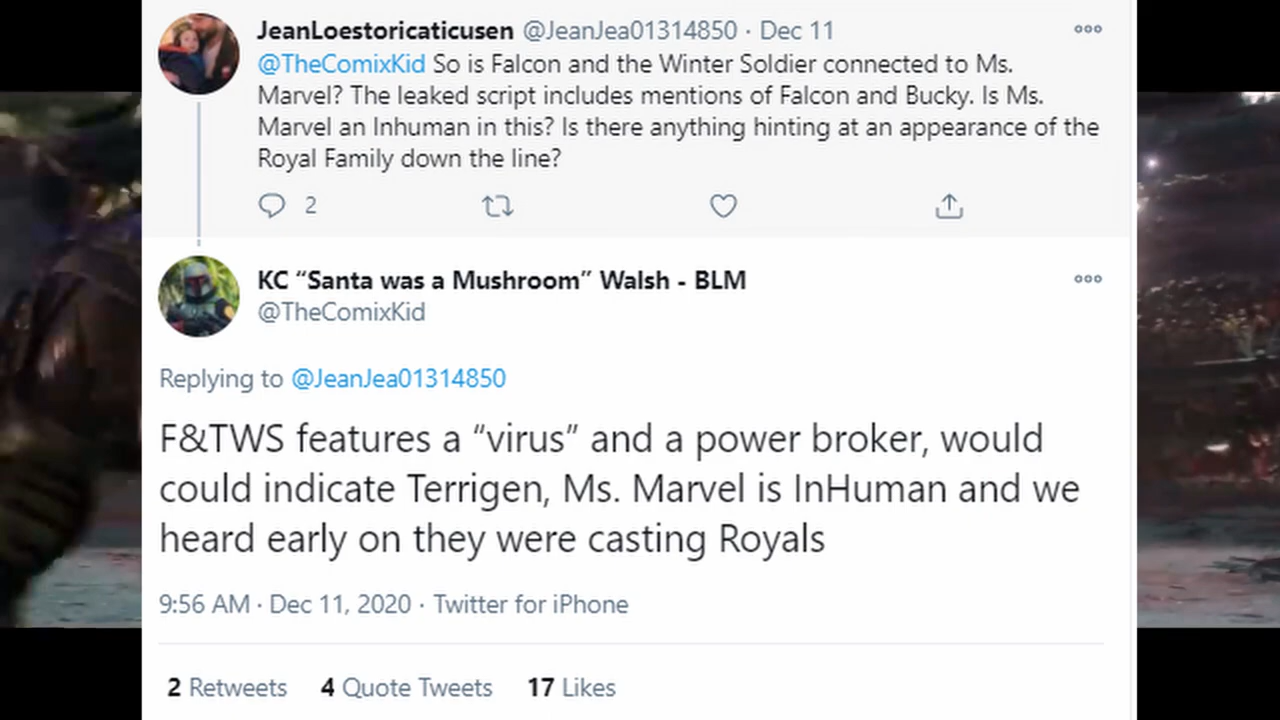 JeanLoestoricaticusen @JeanJea01314850 · Dec 11
@TheComixKid So is Falcon and the Winter Soldier connected to Ms.
Marvel? The leaked script includes mentions of Falcon and Bucky. Is Ms.
Marvel an Inhuman in this? Is there anything hinting at an appearance of the
Royal Family down the line?
2
KC “Santa was a Mushroom” Walsh - BLM
@TheComixKid
Replying to @JeanJea01314850
F&TWS features a “virus” and a power broker, would
could indicate Terrigen, Ms. Marvel is InHuman and we
heard early on they were casting Royals
9:56 AM · Dec 11, 2020 · Twitter for iPhone
2 Retweets 4 Quote Tweets 17 Likes